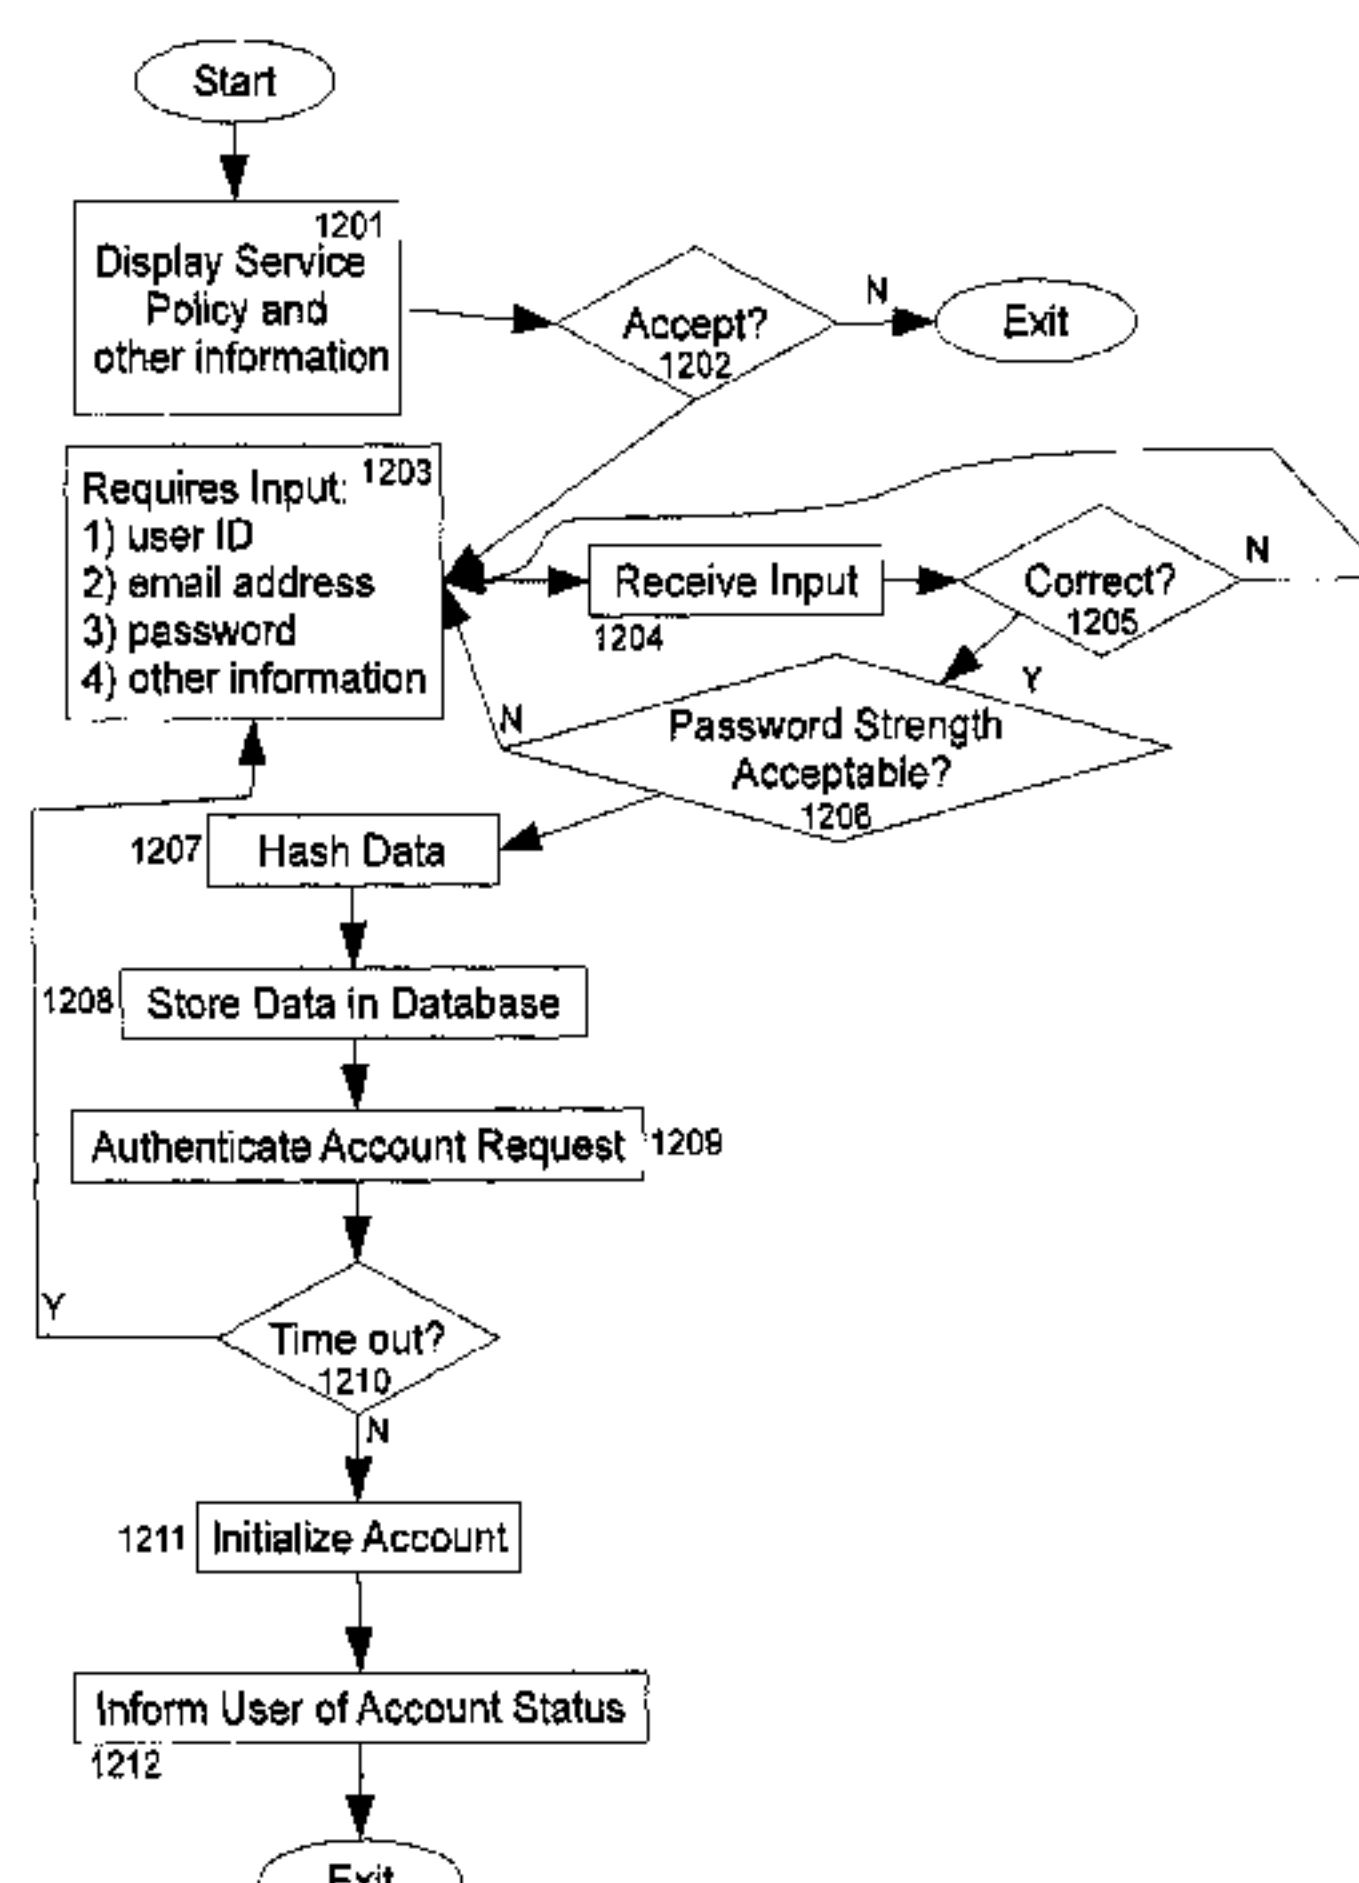 Start
1201
Display Service
Policy and
other information
Accept?
1202
N
Exit
1203
Requires Input:
1) user ID
2) email address
3) password
4) other information
Receive Input
1204
Correct?
1205
N
Y
Password Strength
Acceptable?
1206
N
1207
Hash Data
1208
Store Data in Database
Authenticate Account Request
1209
Time out?
1210
Y
N
1211
Initialize Account
Inform User of Account Status
1212
Exit